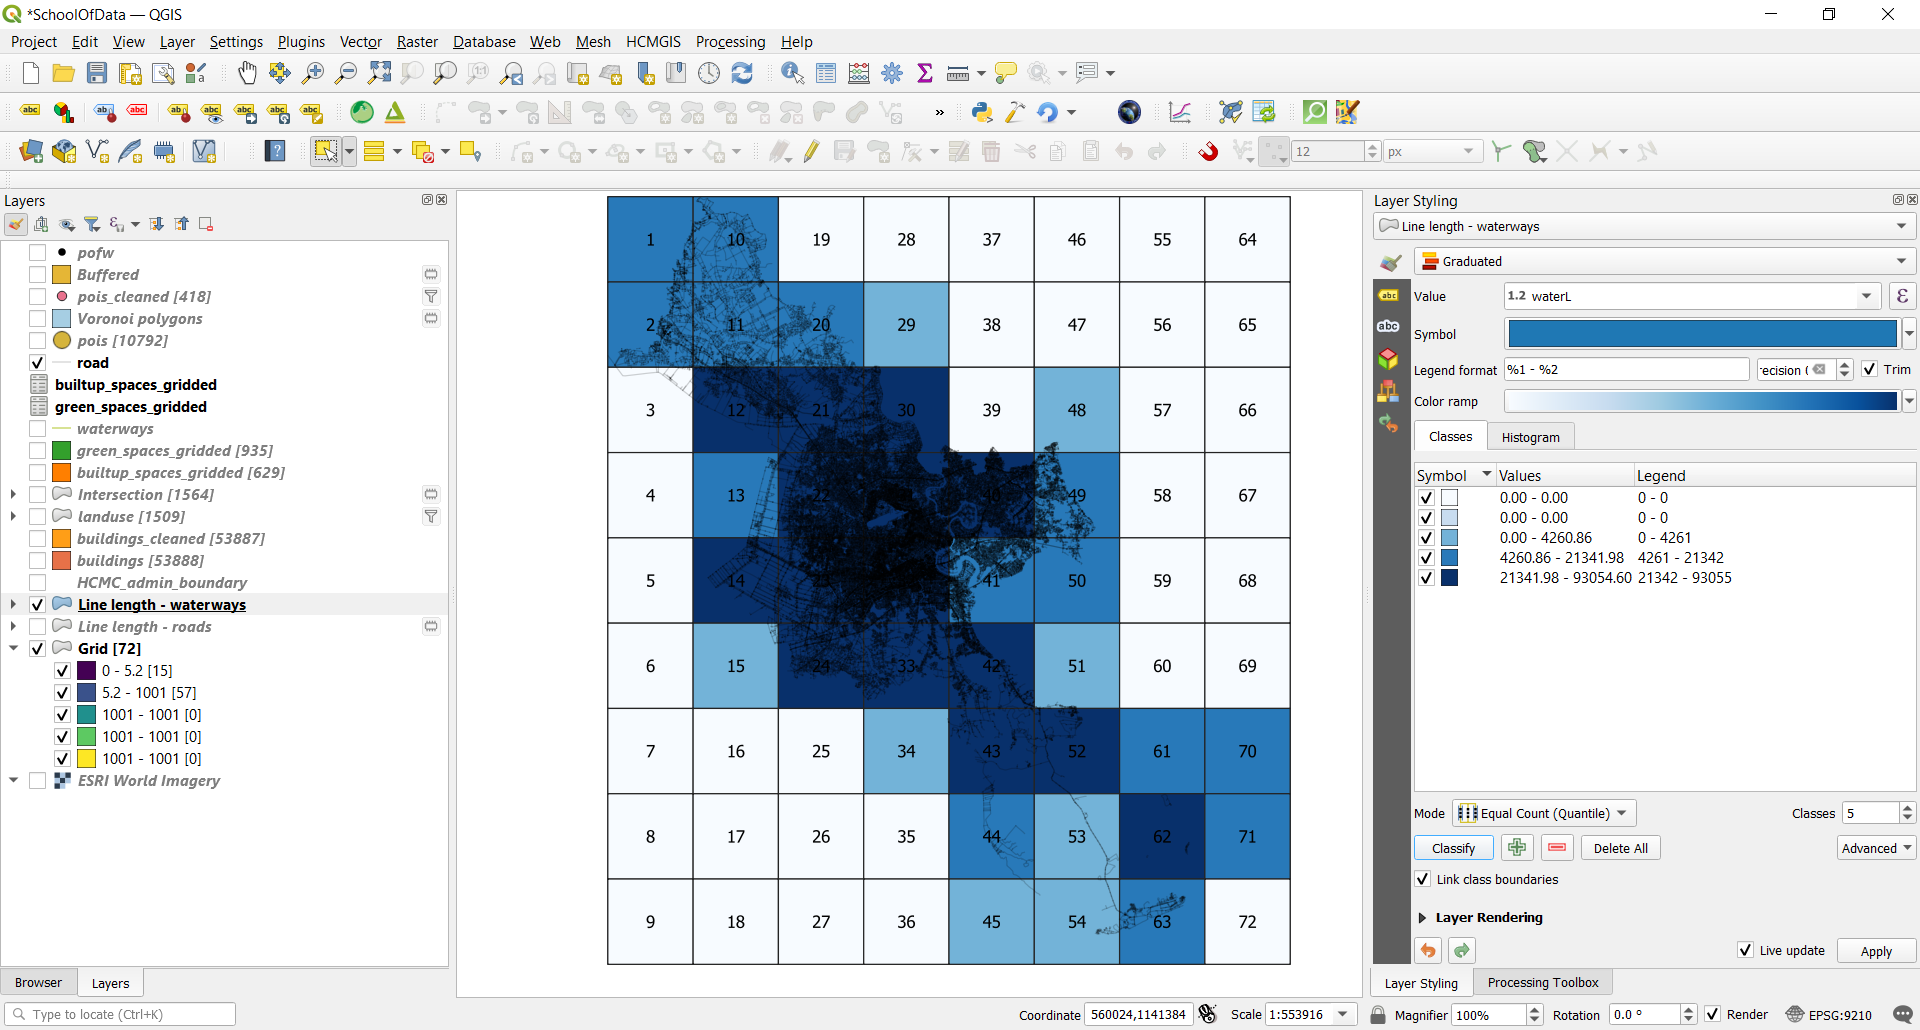 *SchoolOfData — QGIS
Project Edit View Layer Settings Plugins Vector Raster Database Web Mesh HCMGIS Processing Help
12 px
Layers
pofw
Buffered
pois_cleaned [418]
Voronoi polygons
pois [10792]
road
builtup_spaces_gridded
green_spaces_gridded
waterways
green_spaces_gridded [935]
builtup_spaces_gridded [629]
Intersection [1564]
landuse [1509]
buildings_cleaned [53887]
buildings [53888]
HCMC_admin_boundary
Line length - waterways
Line length - roads
Grid [72]
0 - 5.2 [15]
5.2 - 1001 [57]
1001 - 1001 [0]
1001 - 1001 [0]
1001 - 1001 [0]
ESRI World Imagery
Browser Layers
Type to locate (Ctrl+K)
1 10 19 28 37 46 55 64
2 11 20 29 38 47 56 65
3 12 21 30 39 48 57 66
4 13 22 40 49 58 67
5 14 23 41 50 59 68
6 15 24 33 42 51 60 69
7 16 25 34 43 52 61 70
8 17 26 35 44 53 62 71
9 18 27 36 45 54 63 72
Layer Styling
Line length - waterways
Graduated
Value 1.2 waterL
Symbol
Legend format %1 - %2 ecision ( Trim
Color ramp
Classes Histogram
Symbol Values Legend
0.00 - 0.00 0 - 0
0.00 - 0.00 0 - 0
0.00 - 4260.86 0 - 4261
4260.86 - 21341.98 4261 - 21342
21341.98 - 93054.60 21342 - 93055
Mode Equal Count (Quantile) Classes 5
Classify Delete All Advanced
Link class boundaries
Layer Rendering
Live update Apply
Layer Styling Processing Toolbox
Coordinate 560024,1141384 Scale 1:553916 Magnifier 100% Rotation 0.0 ° Render EPSG:9210